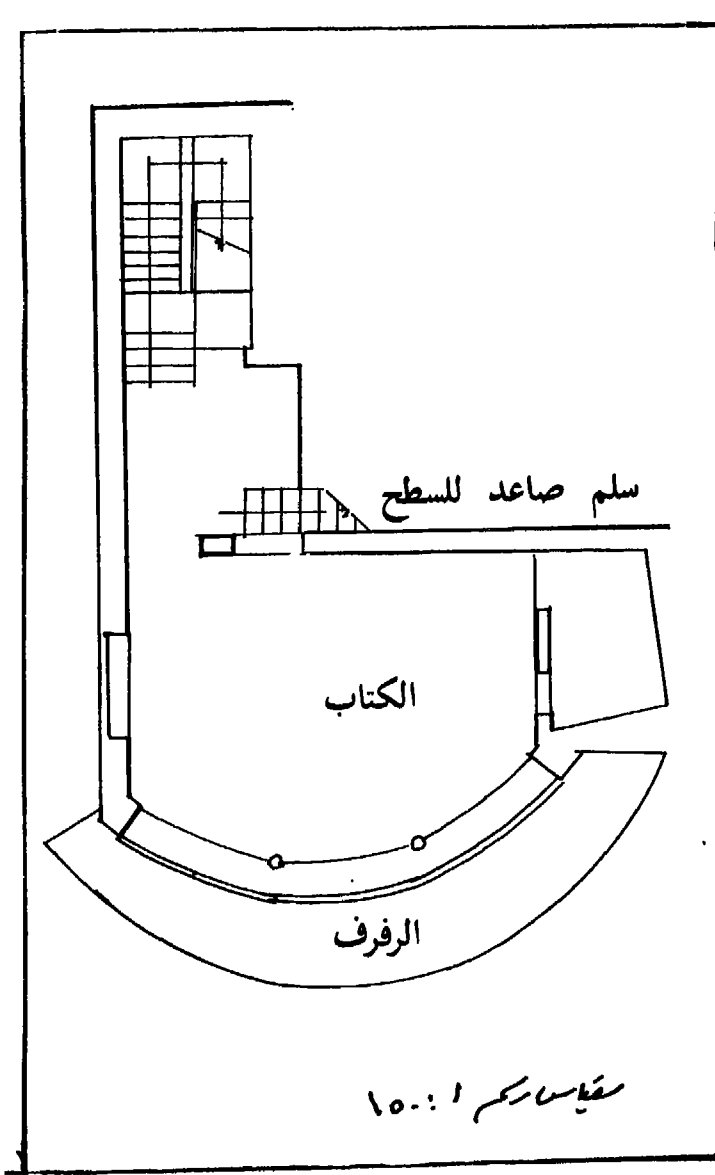 سلم صاعد للسطح
الكتاب
الرفرف
مقياس رسم ١ : ١٥٠